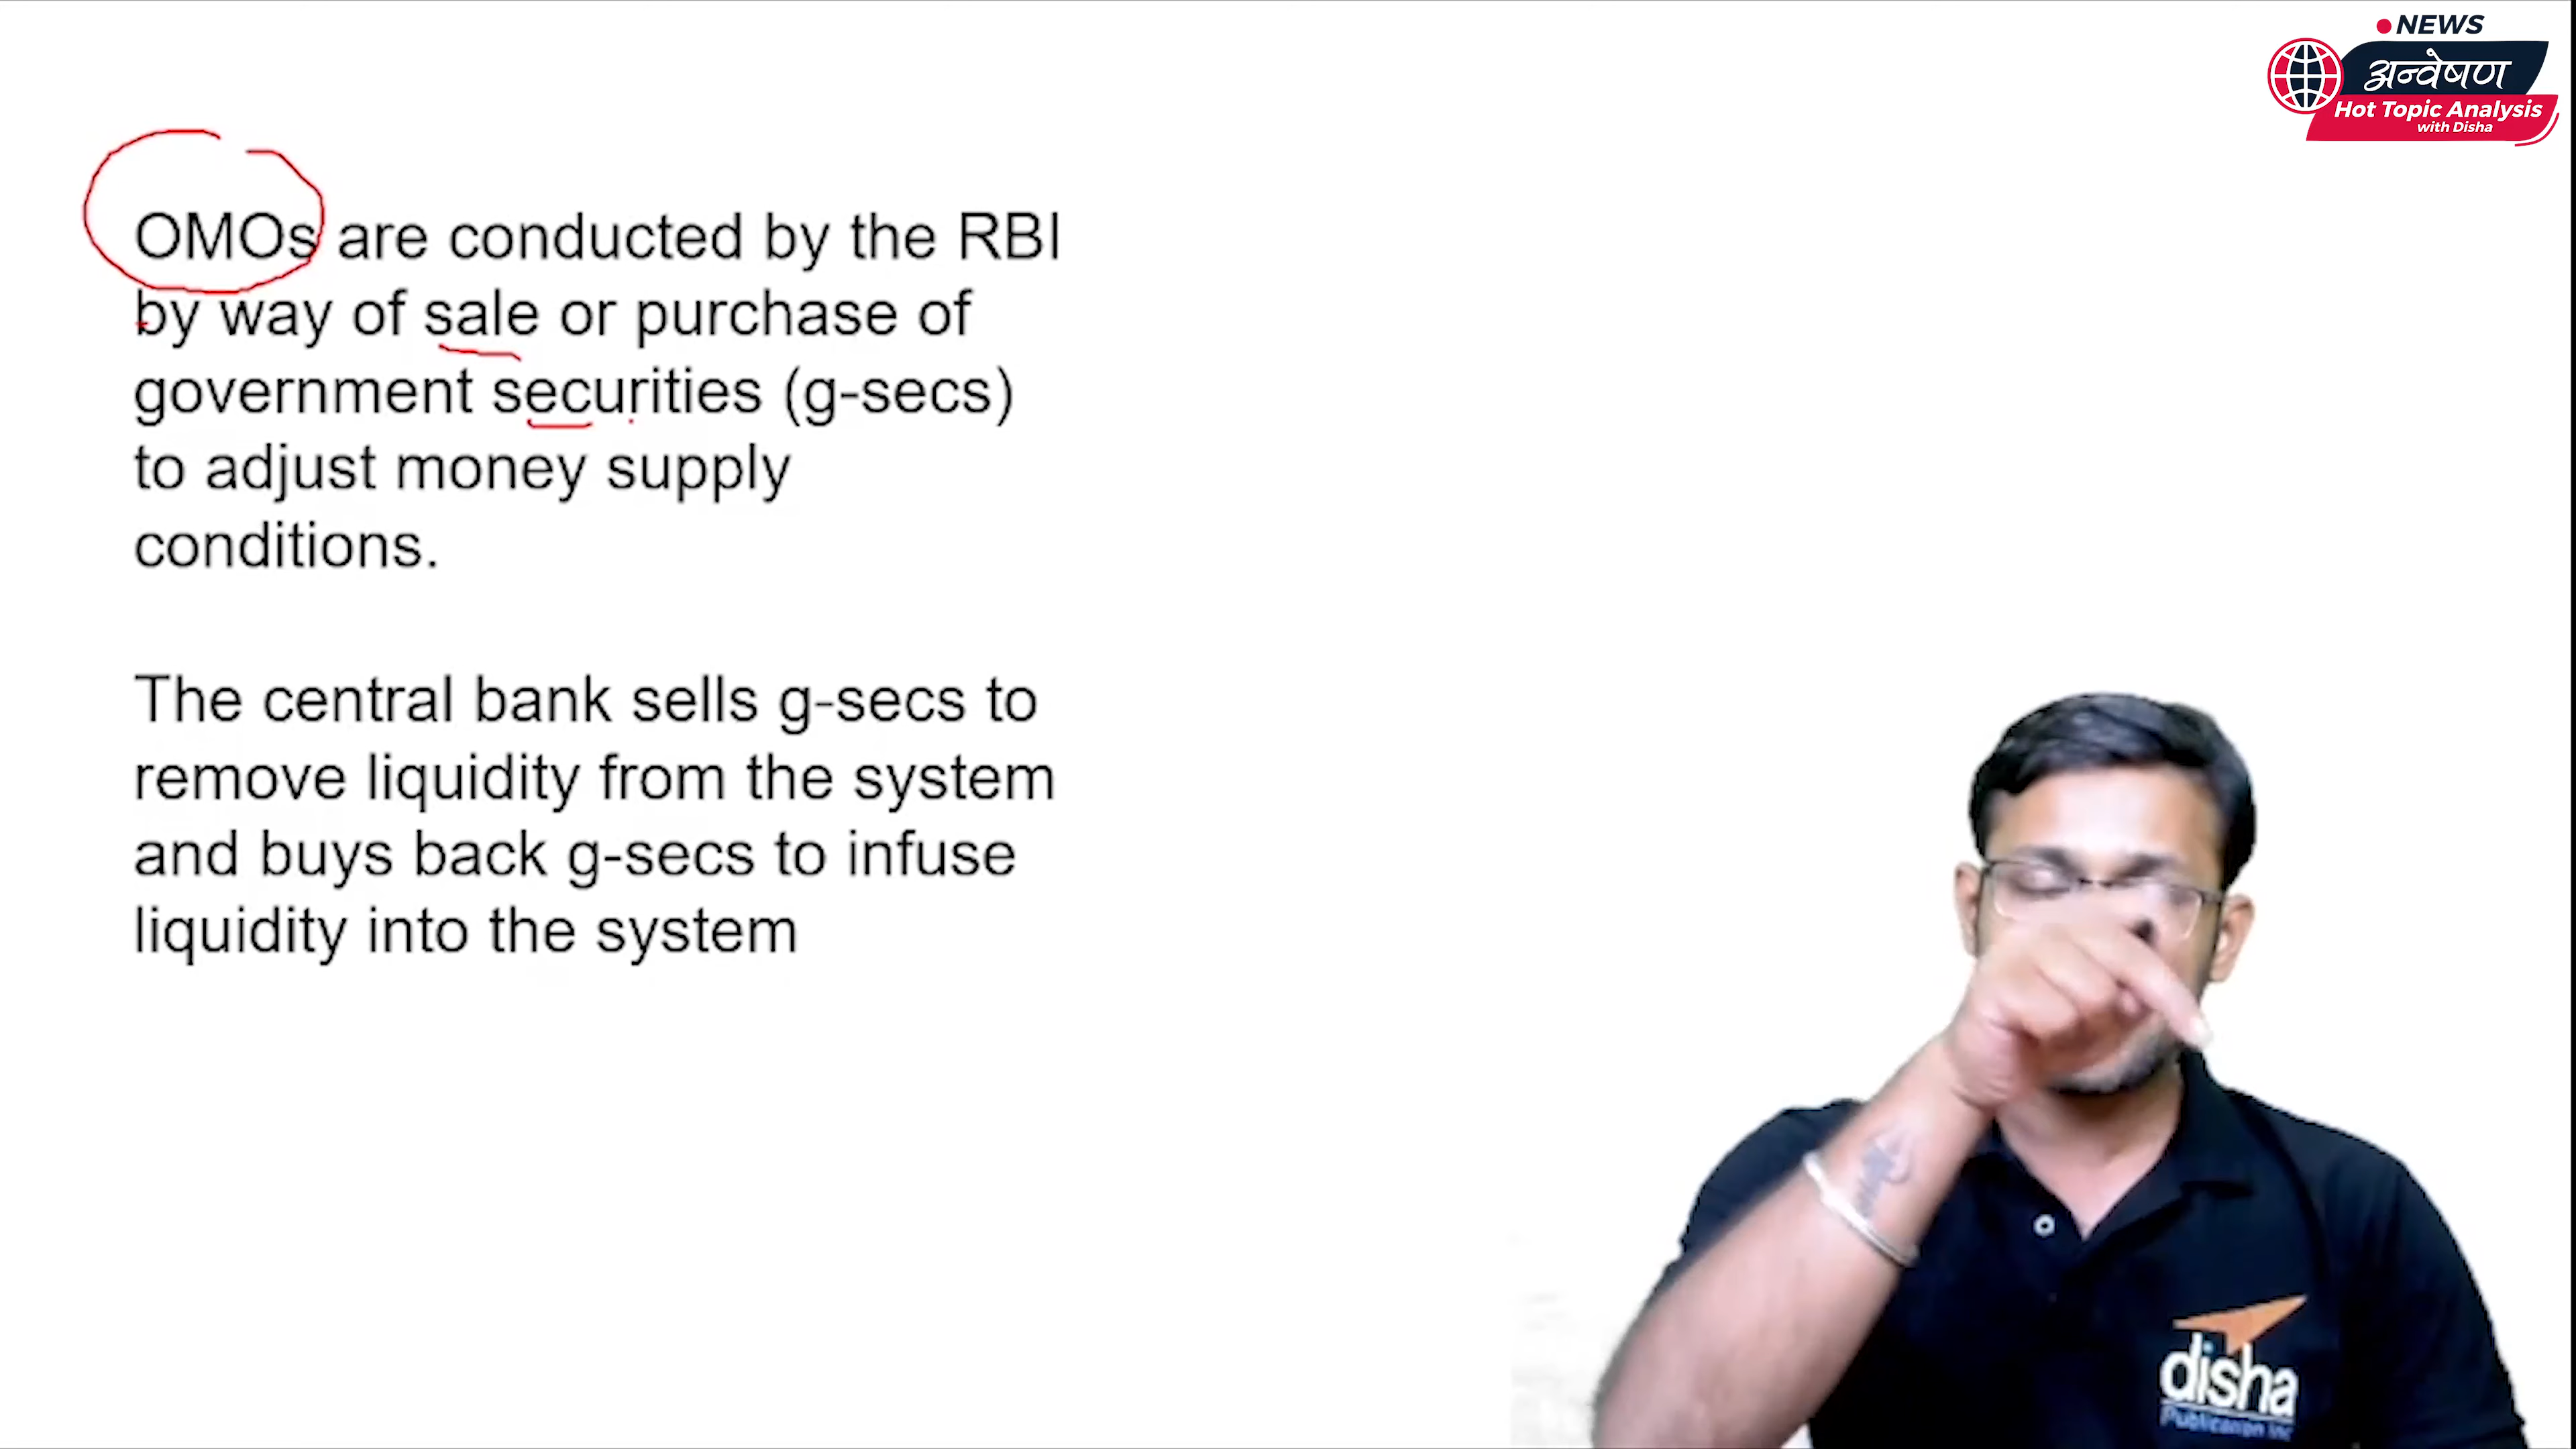 NEWS
अन्वेषण
Hot Topic Analysis
with Disha
OMOs are conducted by the RBI
by way of sale or purchase of
government securities (g-secs)
to adjust money supply
conditions.
The central bank sells g-secs to
remove liquidity from the system
and buys back g-secs to infuse
liquidity into the system
disha
Publication Inc